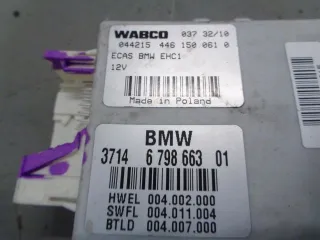 WABCO 037 32/10
044215 446 150 061 0
ECAS BMW EHC1
12V
Made in Poland
BMW
3714 6 798 663 01
HWEL 004.002.000
SWFL 004.011.004
BTLD 004.007.000